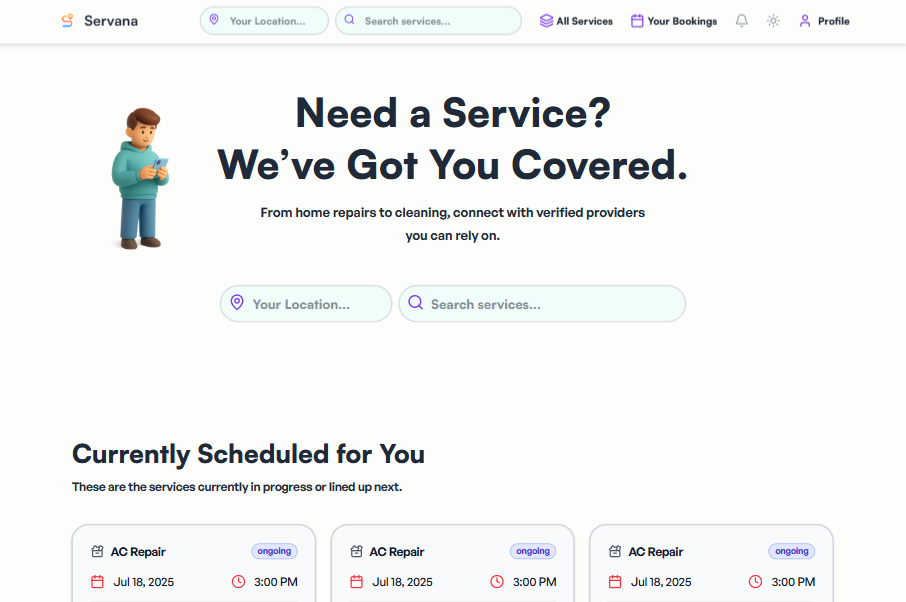 Servana
Your Location...
Search services...
All Services
Your Bookings
Profile
Need a Service?
We’ve Got You Covered.
From home repairs to cleaning, connect with verified providers
you can rely on.
Your Location...
Search services...
Currently Scheduled for You
These are the services currently in progress or lined up next.
AC Repair
ongoing
Jul 18, 2025
3:00 PM
AC Repair
ongoing
Jul 18, 2025
3:00 PM
AC Repair
ongoing
Jul 18, 2025
3:00 PM